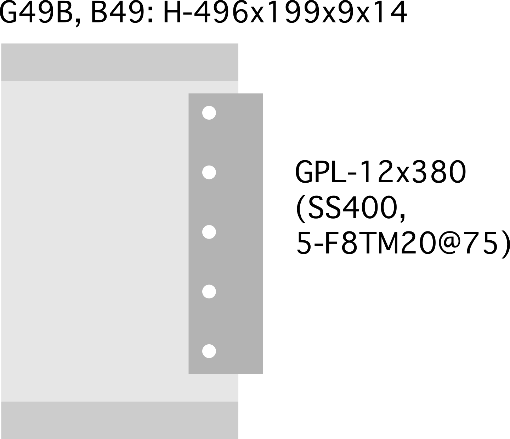 G49B, B49: H-496x199x9x14
GPL-12x380
(SS400,
5-F8TM20@75)